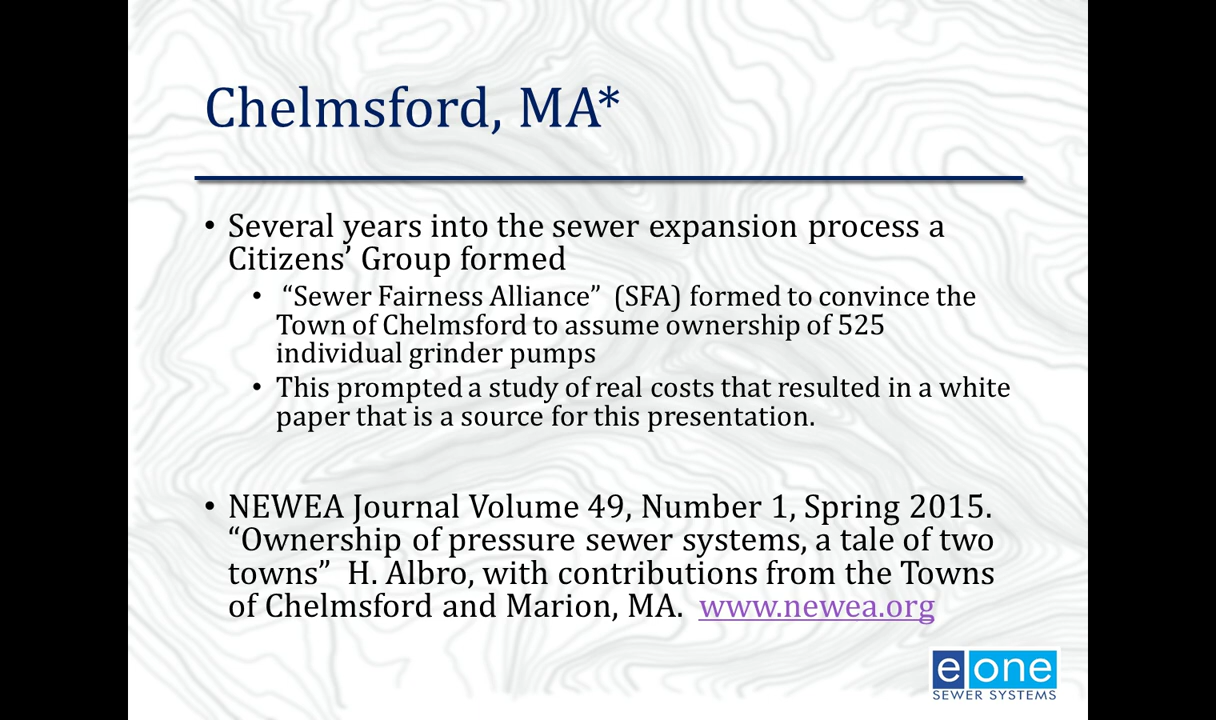 Chelmsford, MA*
• Several years into the sewer expansion process a
Citizens’ Group formed
• “Sewer Fairness Alliance” (SFA) formed to convince the
Town of Chelmsford to assume ownership of 525
individual grinder pumps
• This prompted a study of real costs that resulted in a white
paper that is a source for this presentation.
• NEWEA Journal Volume 49, Number 1, Spring 2015.
“Ownership of pressure sewer systems, a tale of two
towns” H. Albro, with contributions from the Towns
of Chelmsford and Marion, MA. www.newea.org
e one
SEWER SYSTEMS